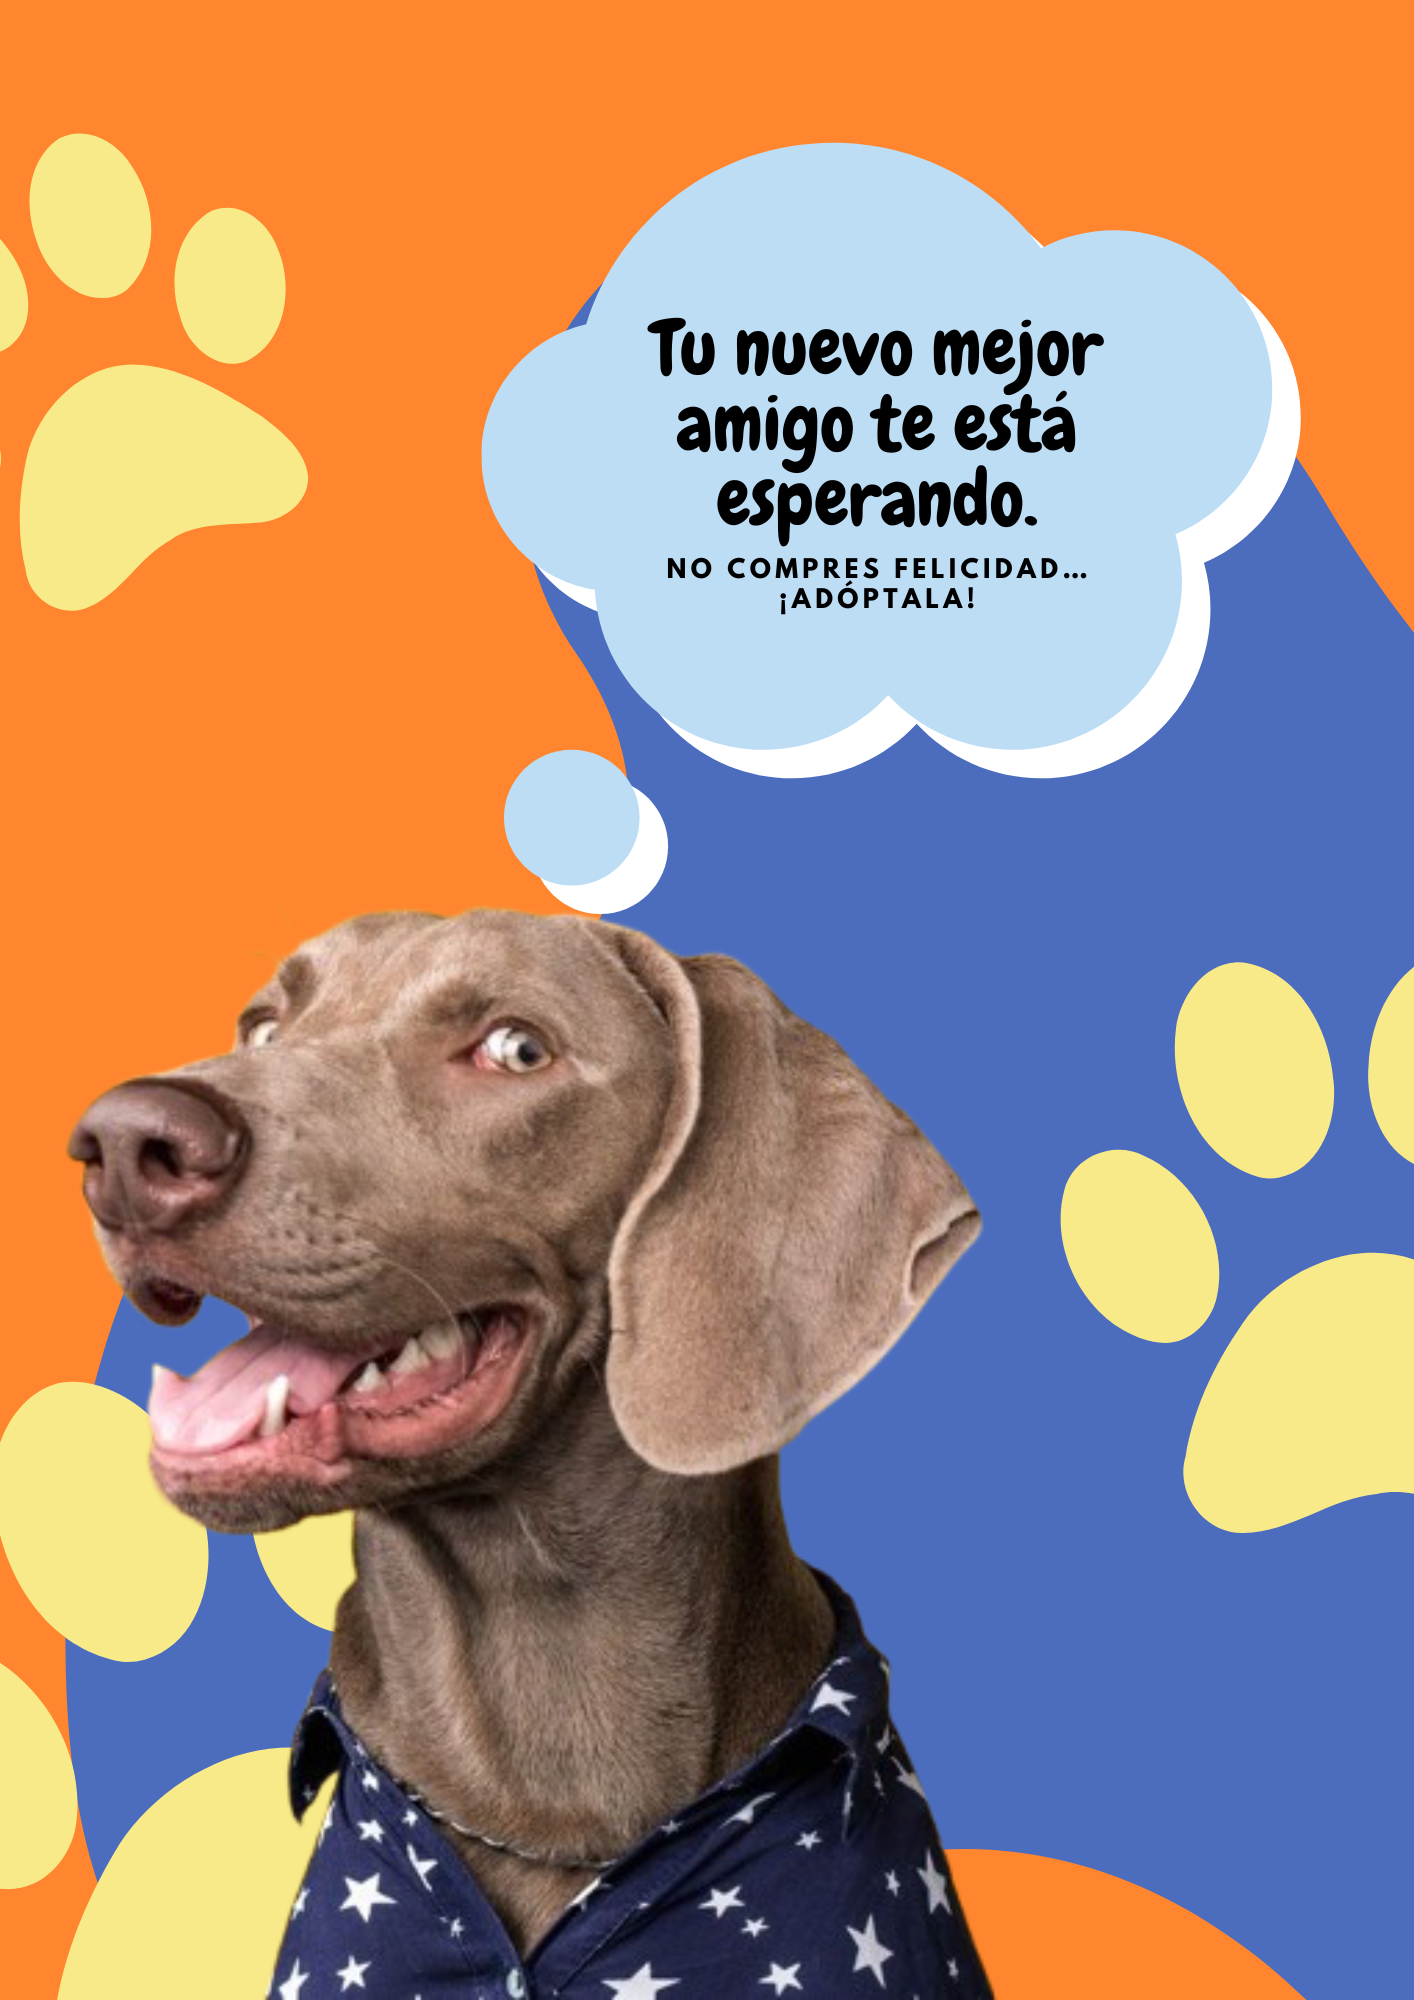 Tu nuevo mejor
amigo te está
esperando.
NO COMPRES FELICIDAD...
¡ADÓPTALA!